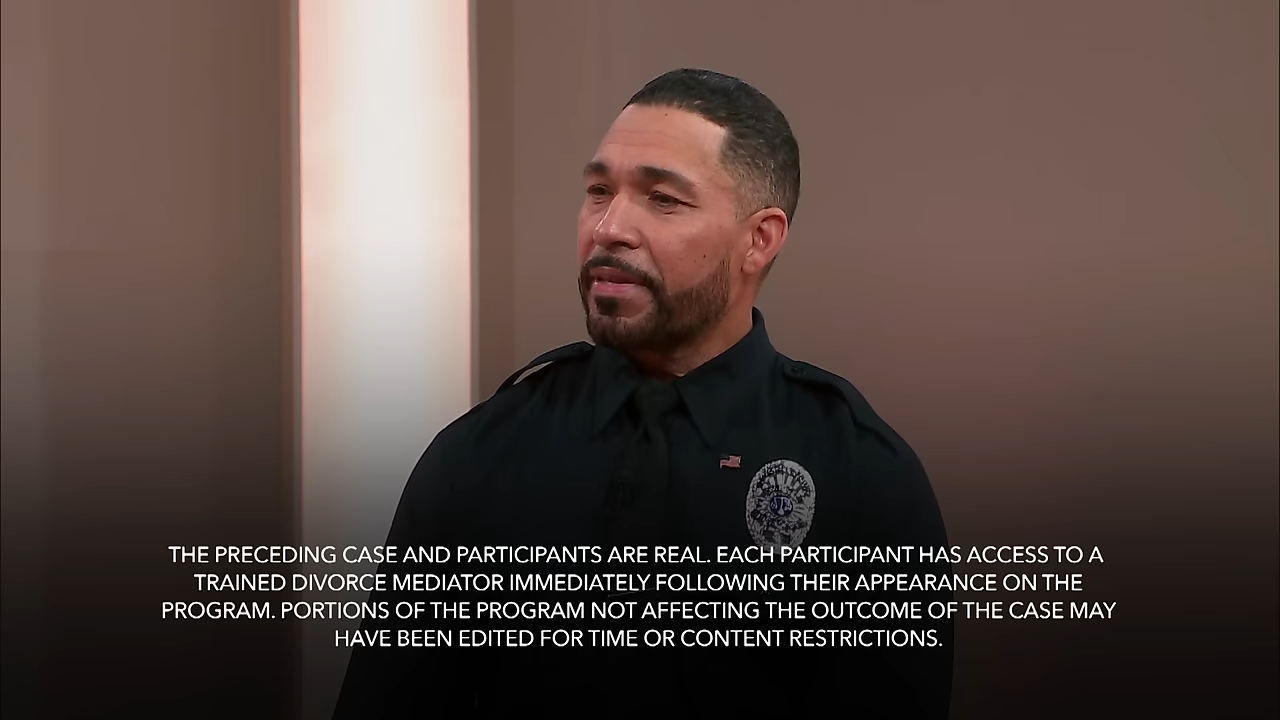 THE PRECEDING CASE AND PARTICIPANTS ARE REAL. EACH PARTICIPANT HAS ACCESS TO A
TRAINED DIVORCE MEDIATOR IMMEDIATELY FOLLOWING THEIR APPEARANCE ON THE
PROGRAM. PORTIONS OF THE PROGRAM NOT AFFECTING THE OUTCOME OF THE CASE MAY
HAVE BEEN EDITED FOR TIME OR CONTENT RESTRICTIONS.